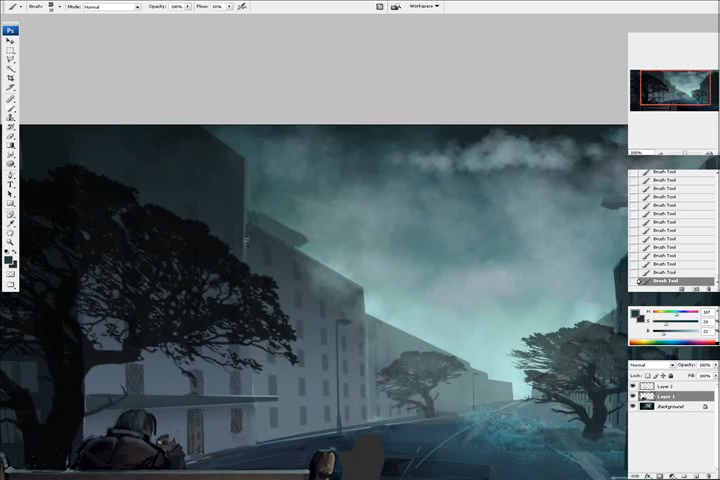 Brush:
Mode: Normal
Opacity: 100%
Flow: 50%
Workspace
Ps
T
100%
Brush Tool
Brush Tool
Brush Tool
Brush Tool
Brush Tool
Brush Tool
Brush Tool
Brush Tool
Brush Tool
Brush Tool
Brush Tool
Brush Tool
Brush Tool
Brush Tool
H
S
B
Normal
Opacity: 100%
Lock:
Fill: 100%
Layer 2
Layer 1
Background